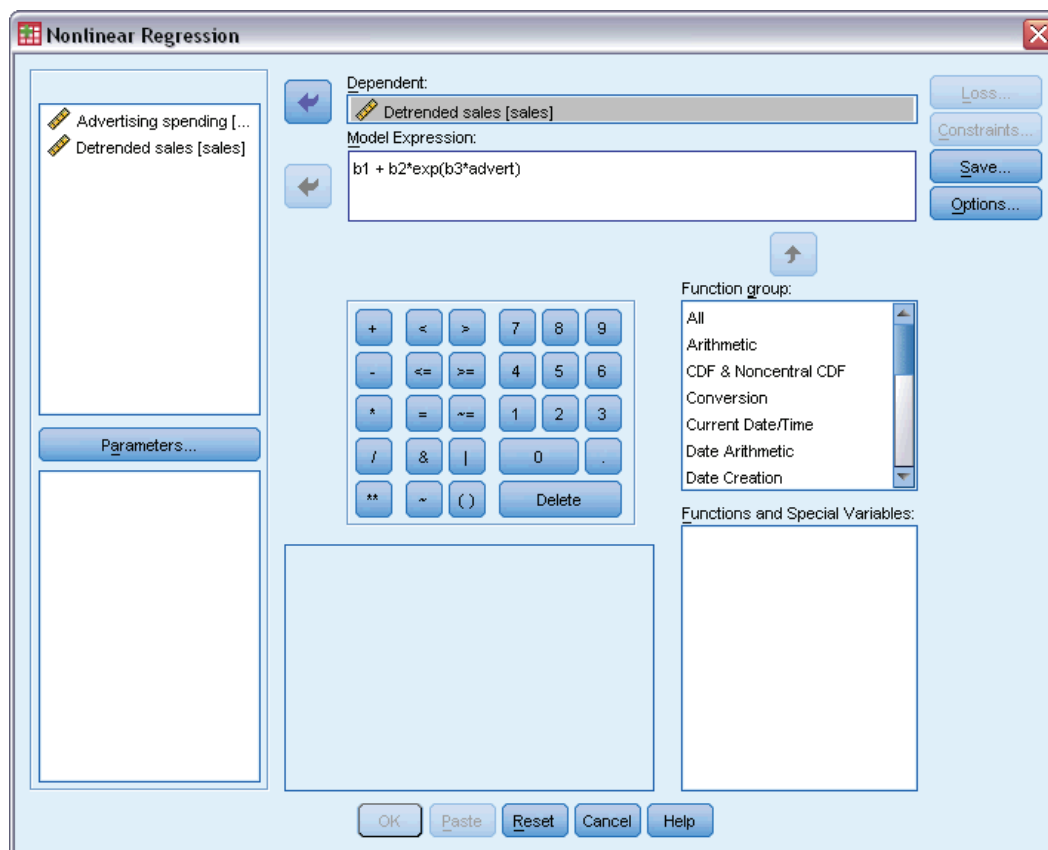 Nonlinear Regression
Advertising spending [...
Detrended sales [sales]
Parameters...
Dependent:
Detrended sales [sales]
Model Expression:
b1 + b2*exp(b3*advert)
Loss...
Constraints...
Save...
Options...
+ < > 7 8 9
- <= >= 4 5 6
* = ~= 1 2 3
/ & | 0 .
** ~ ( ) Delete
Function group:
All
Arithmetic
CDF & Noncentral CDF
Conversion
Current Date/Time
Date Arithmetic
Date Creation
Functions and Special Variables:
OK Paste Reset Cancel Help